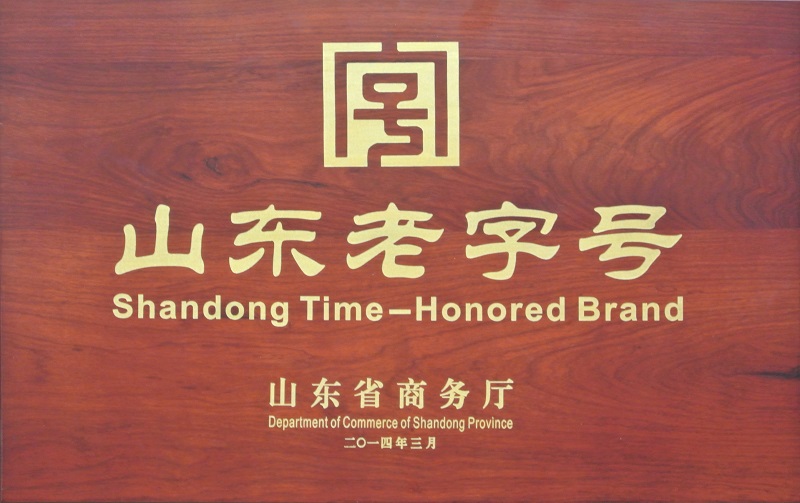 山东老字号
Shandong Time–Honored Brand
山东省商务厅
Department of Commerce of Shandong Province
二〇一四年三月